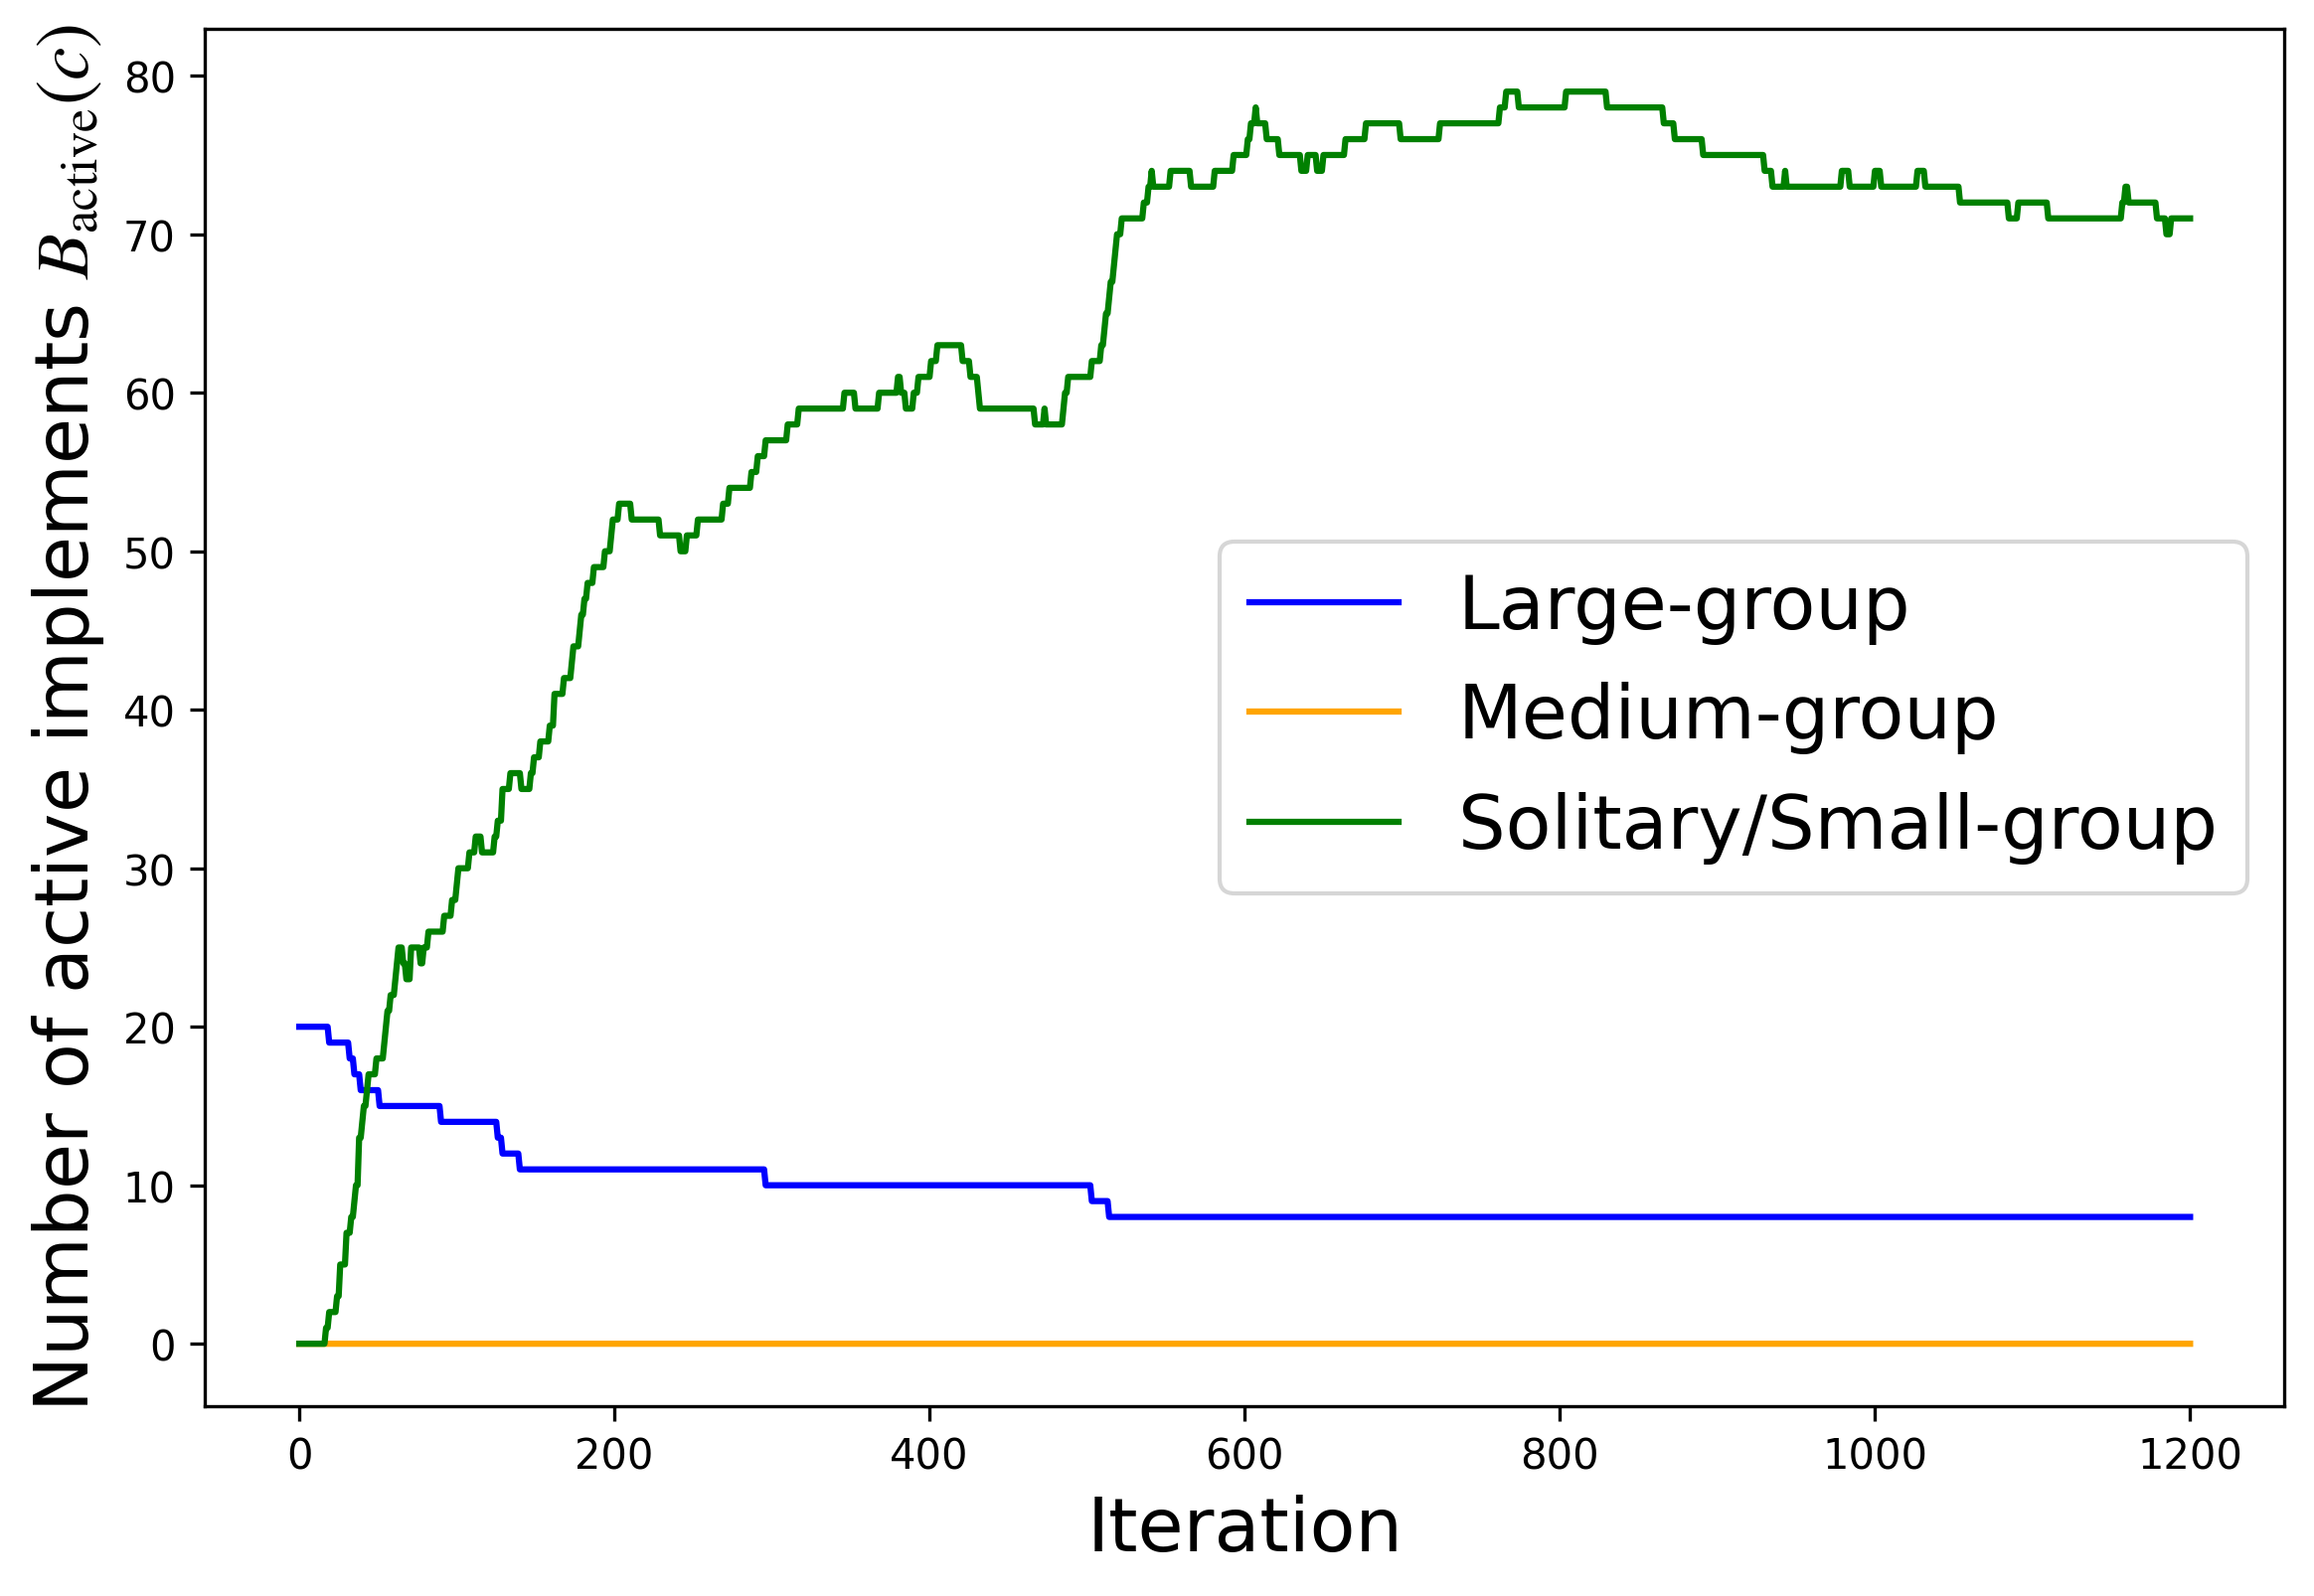 Number of active implements B_active(c)
80
70
60
50
40
30
20
10
0
Large-group
Medium-group
Solitary/Small-group
0 200 400 600 800 1000 1200
Iteration